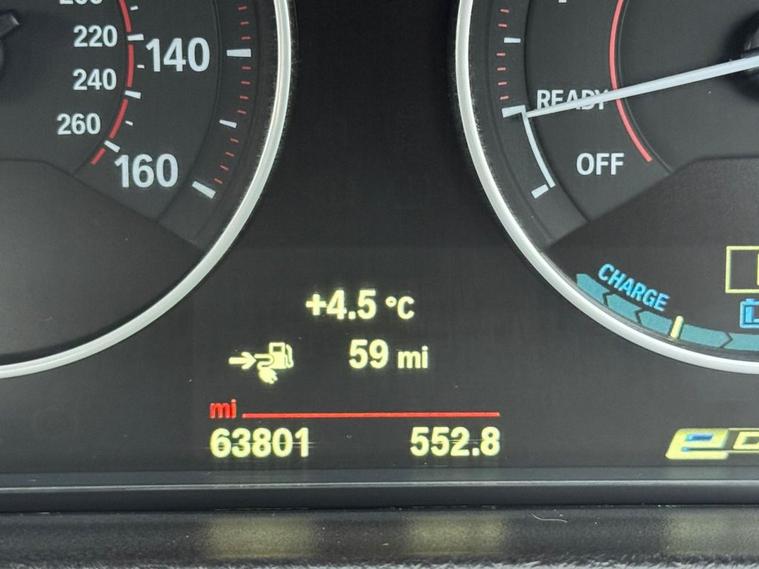 220
140
240
260
160
READY
OFF
CHARGE
+4.5 °C
59 mi
mi
63801 552.8